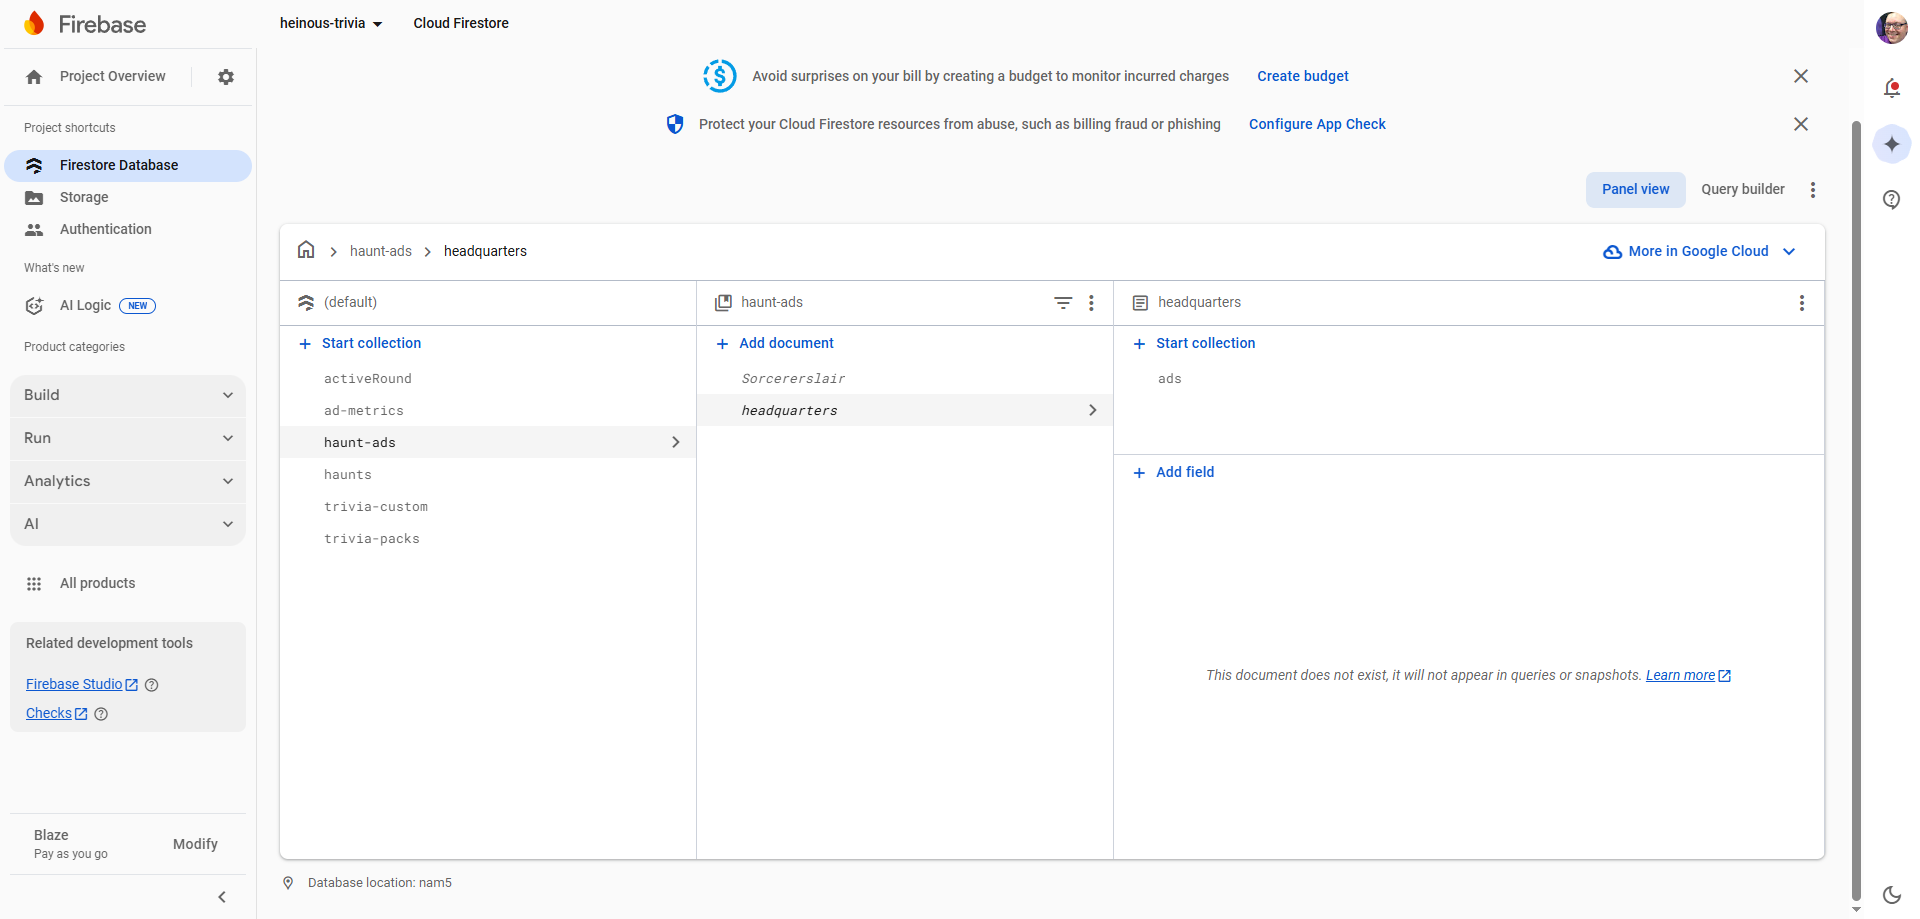 Firebase
heinous-trivia
Cloud Firestore
Project Overview
Project shortcuts
Firestore Database
Storage
Authentication
What's new
AI Logic NEW
Product categories
Build
Run
Analytics
AI
All products
Related development tools
Firebase Studio
Checks
Blaze
Pay as you go
Modify
Avoid surprises on your bill by creating a budget to monitor incurred charges Create budget
Protect your Cloud Firestore resources from abuse, such as billing fraud or phishing Configure App Check
Panel view
Query builder
haunt-ads
headquarters
More in Google Cloud
(default)
Start collection
activeRound
ad-metrics
haunt-ads
haunts
trivia-custom
trivia-packs
haunt-ads
Add document
Sorcererslair
headquarters
headquarters
Start collection
ads
Add field
This document does not exist, it will not appear in queries or snapshots. Learn more
Database location: nam5